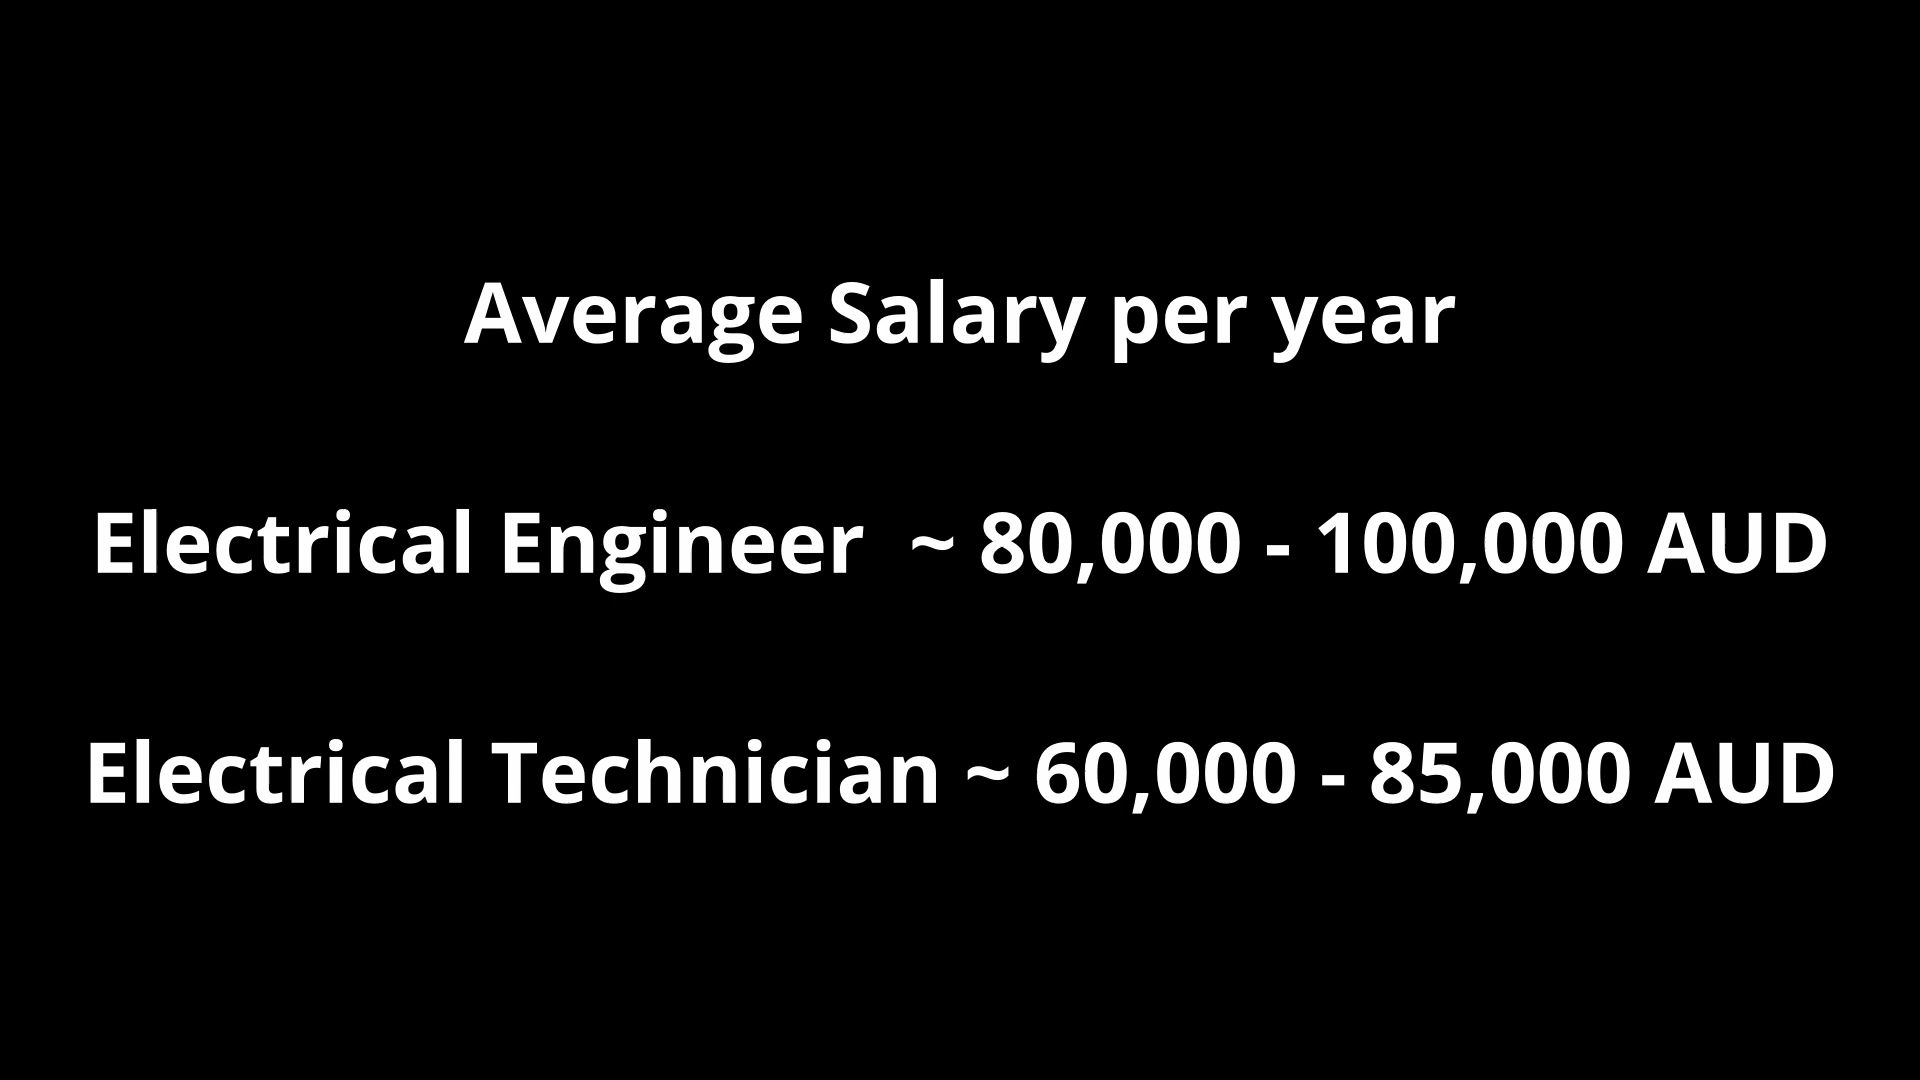 Average Salary per year
Electrical Engineer  ~ 80,000 - 100,000 AUD
Electrical Technician ~ 60,000 - 85,000 AUD